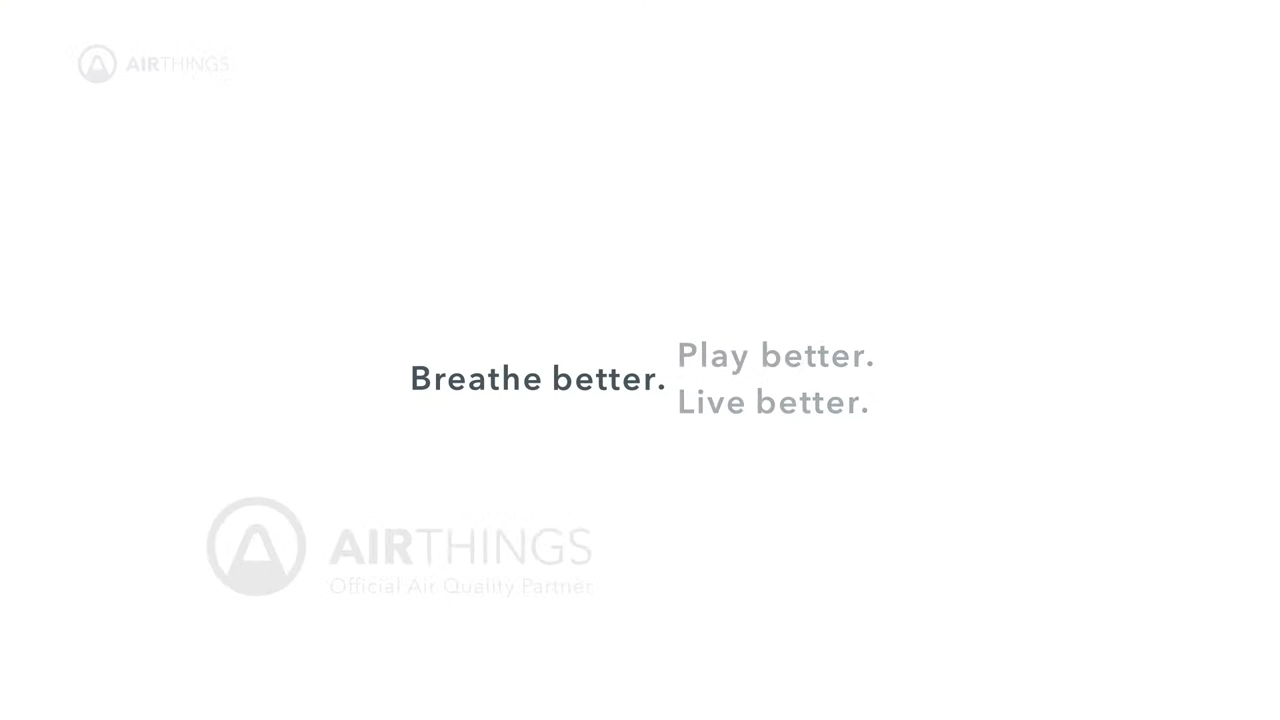 AIRTHINGS
Breathe better.
Play better.
Live better.
AIRTHINGS
Official Air Quality Partner